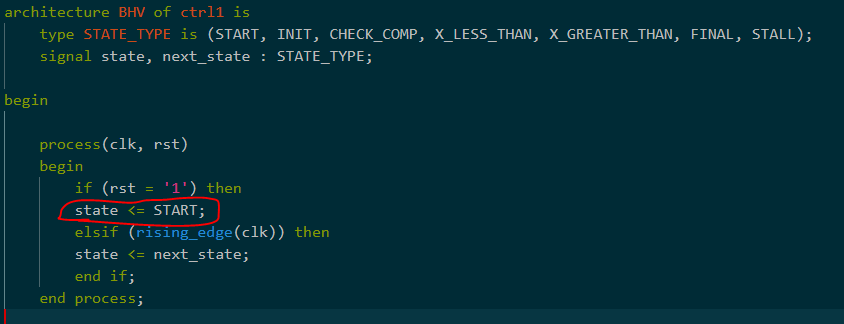 architecture BHV of ctrl1 is
type STATE_TYPE is (START, INIT, CHECK_COMP, X_LESS_THAN, X_GREATER_THAN, FINAL, STALL);
signal state, next_state : STATE_TYPE;
begin
process(clk, rst)
begin
if (rst = '1') then
state <= START;
elsif (rising_edge(clk)) then
state <= next_state;
end if;
end process;